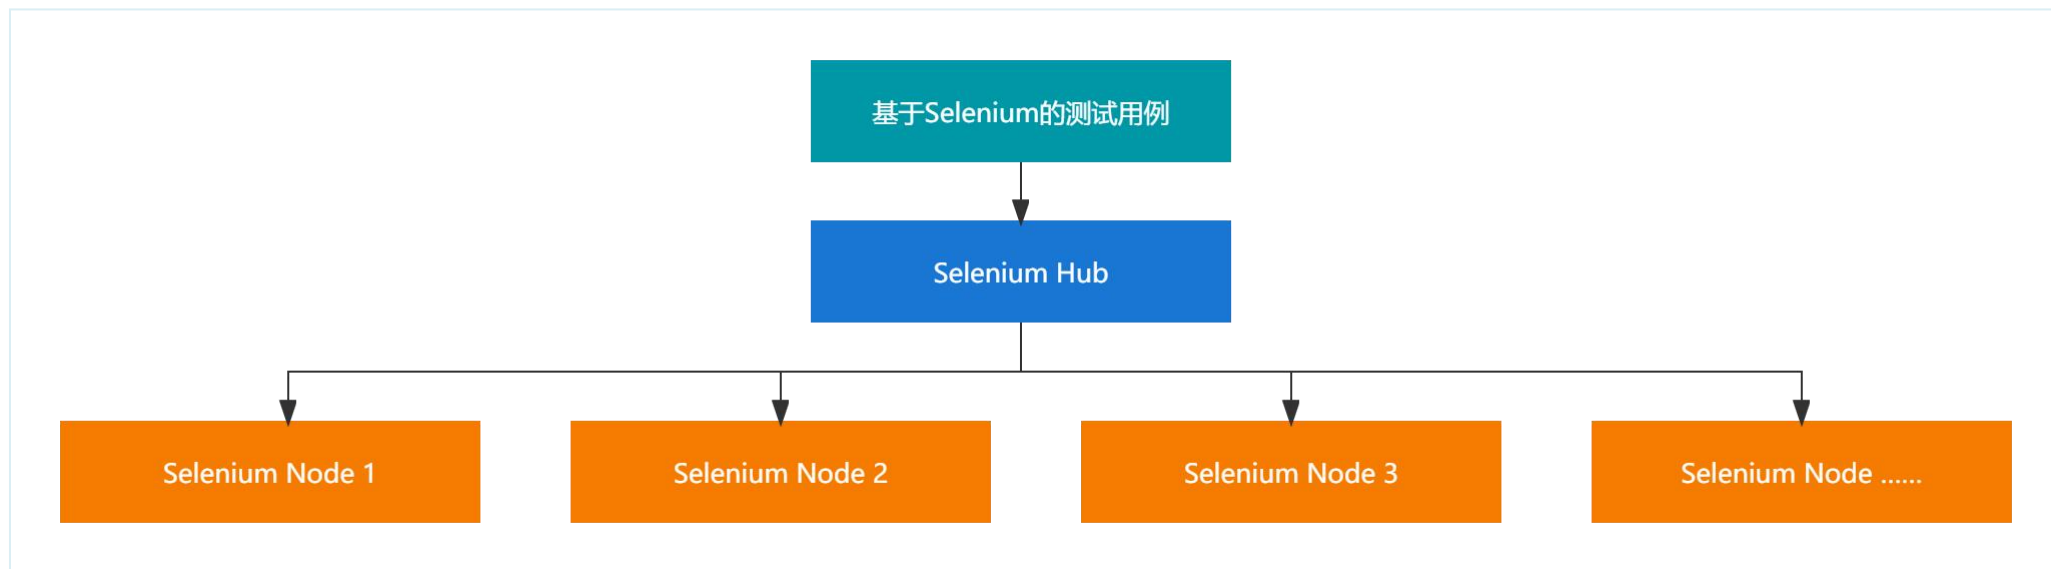 基于Selenium的测试用例
Selenium Hub
Selenium Node 1
Selenium Node 2
Selenium Node 3
Selenium Node ......